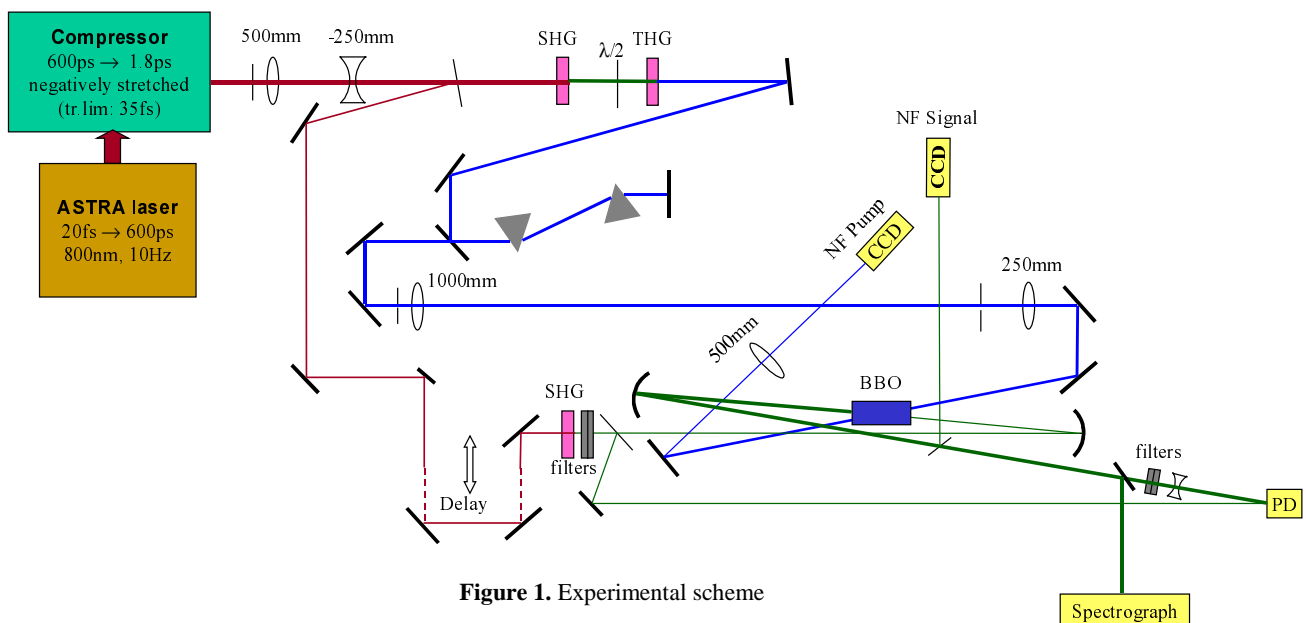 Compressor
600ps → 1.8ps
negatively stretched
(tr.lim: 35fs)
ASTRA laser
20fs → 600ps
800nm, 10Hz
500mm
-250mm
SHG
λ/2
THG
NF Signal
CCD
NF Pump
CCD
1000mm
250mm
500mm
BBO
SHG
filters
Delay
filters
PD
Spectrograph
Figure 1. Experimental scheme